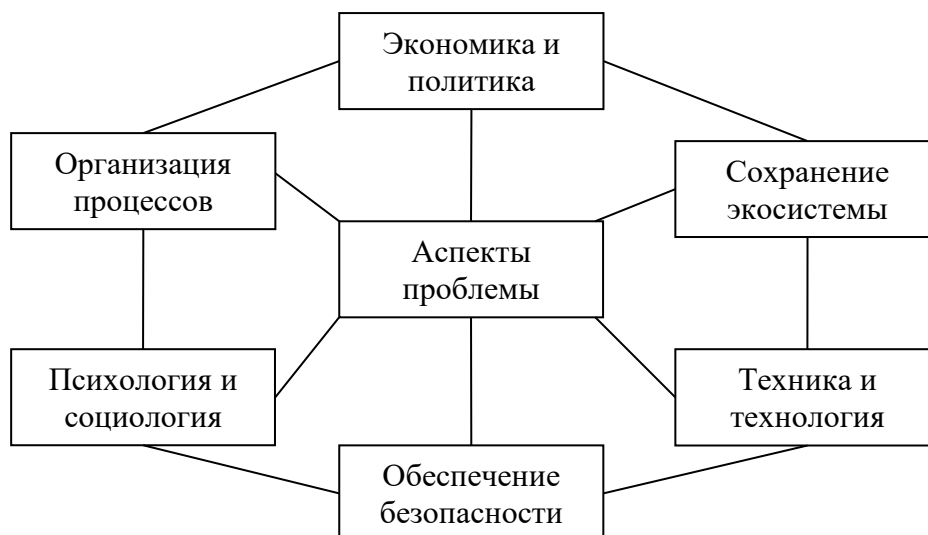 Экономика и
политика
Организация
процессов
Сохранение
экосистемы
Аспекты
проблемы
Психология и
социология
Техника и
технология
Обеспечение
безопасности